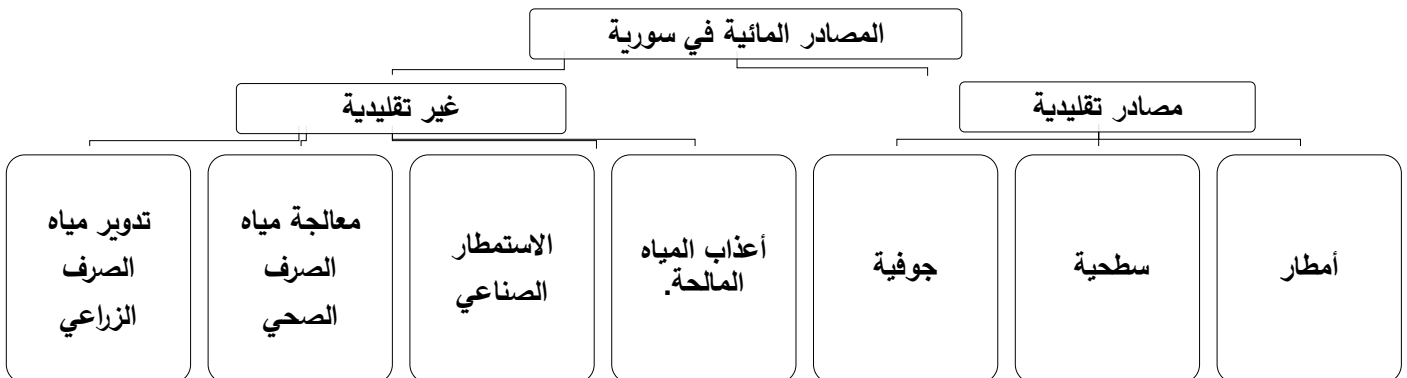 المصادر المائية في سورية
مصادر تقليدية
غير تقليدية
أمطار
سطحية
جوفية
أعذاب المياه
المالحة.
الاستمطار
الصناعي
معالجة مياه
الصرف
الصحي
تدوير مياه
الصرف
الزراعي